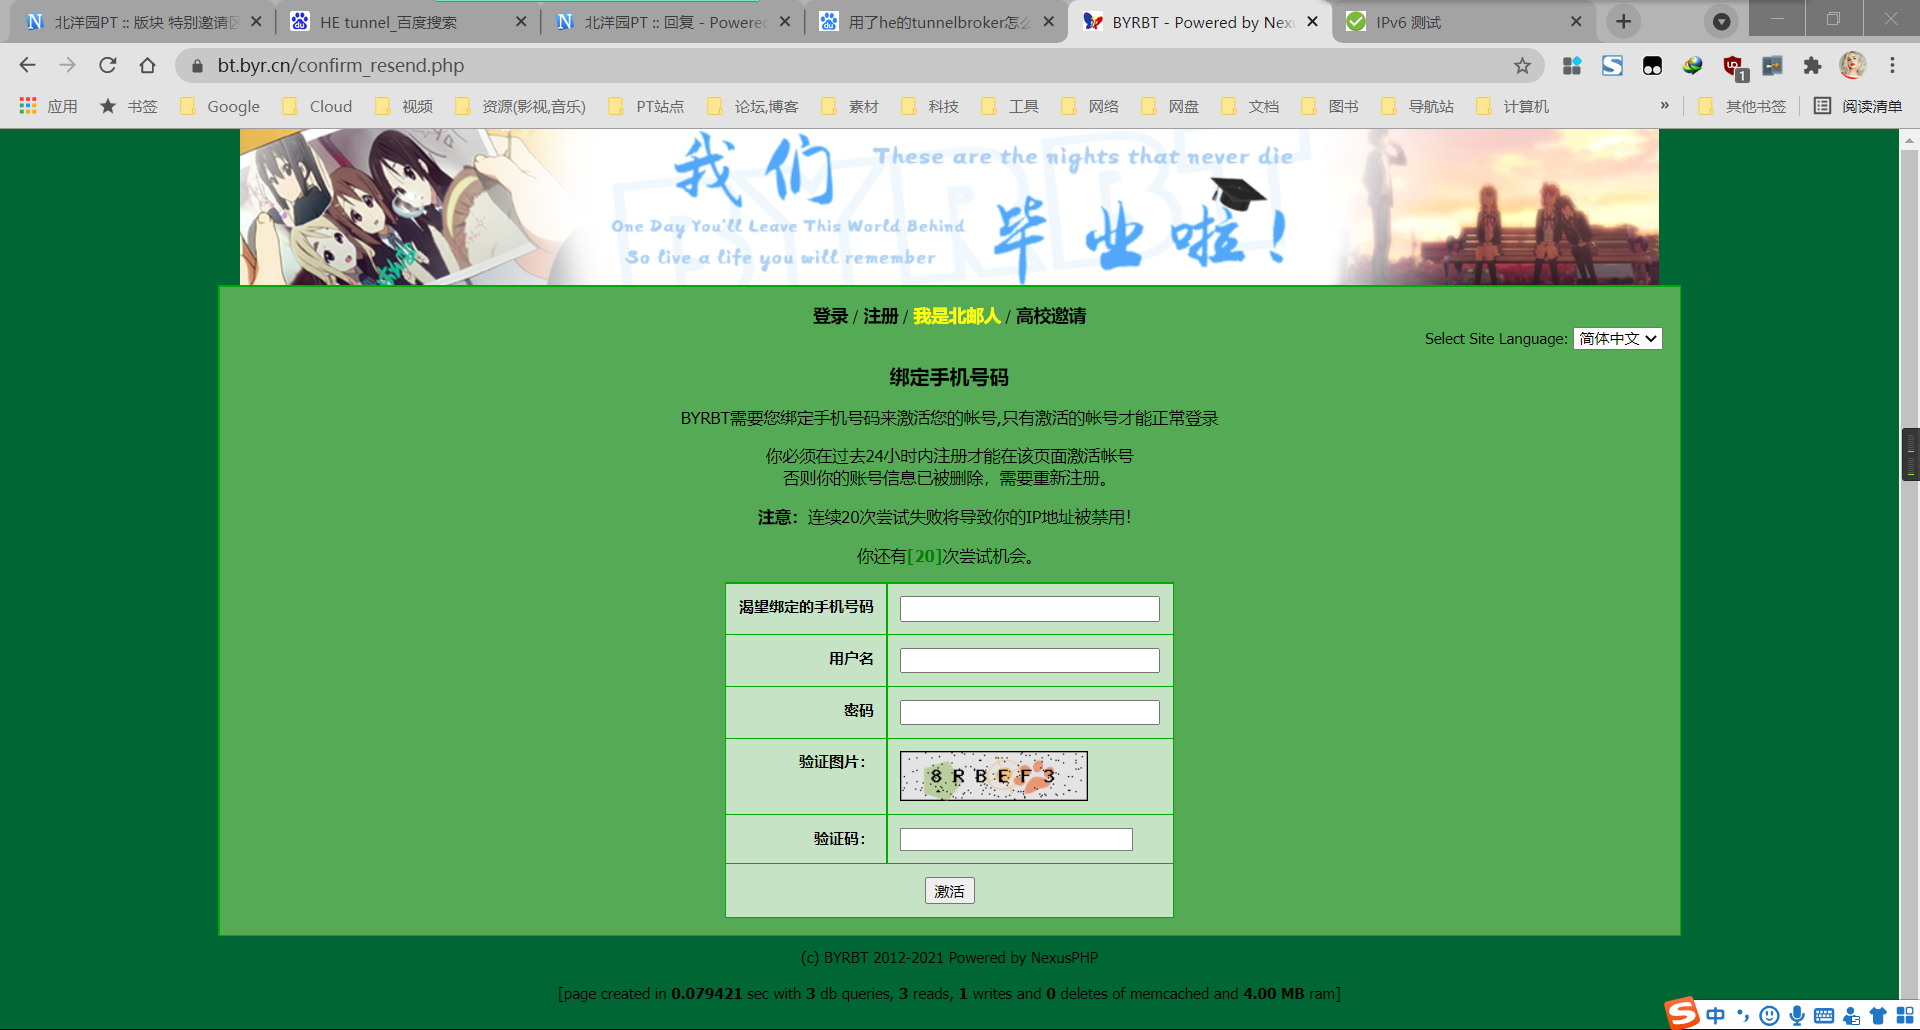 北洋园PT :: 版块 特别邀请区
HE tunnel_百度搜索
北洋园PT :: 回复 - Powered
用了he的tunnelbroker怎么
BYRBT - Powered by Nexu
IPv6 测试
bt.byr.cn/confirm_resend.php
1
应用
书签
Google
Cloud
视频
资源(影视,音乐)
PT站点
论坛,博客
素材
科技
工具
网络
网盘
文档
图书
导航站
计算机
»
其他书签
阅读清单
我们
These are the nights that never die
One Day You'll Leave This World Behind
毕业啦!
So live a life you will remember
BYRBT
登录 / 注册 / 我是北邮人 / 高校邀请
Select Site Language: 简体中文
绑定手机号码
BYRBT需要您绑定手机号码来激活您的帐号,只有激活的帐号才能正常登录
你必须在过去24小时内注册才能在该页面激活帐号
否则你的账号信息已被删除，需要重新注册。
注意：连续20次尝试失败将导致你的IP地址被禁用！
你还有[20]次尝试机会。
渴望绑定的手机号码
用户名
密码
验证图片：
8RBEF3
验证码：
激活
(c) BYRBT 2012-2021 Powered by NexusPHP
[page created in 0.079421 sec with 3 db queries, 3 reads, 1 writes and 0 deletes of memcached and 4.00 MB ram]
中